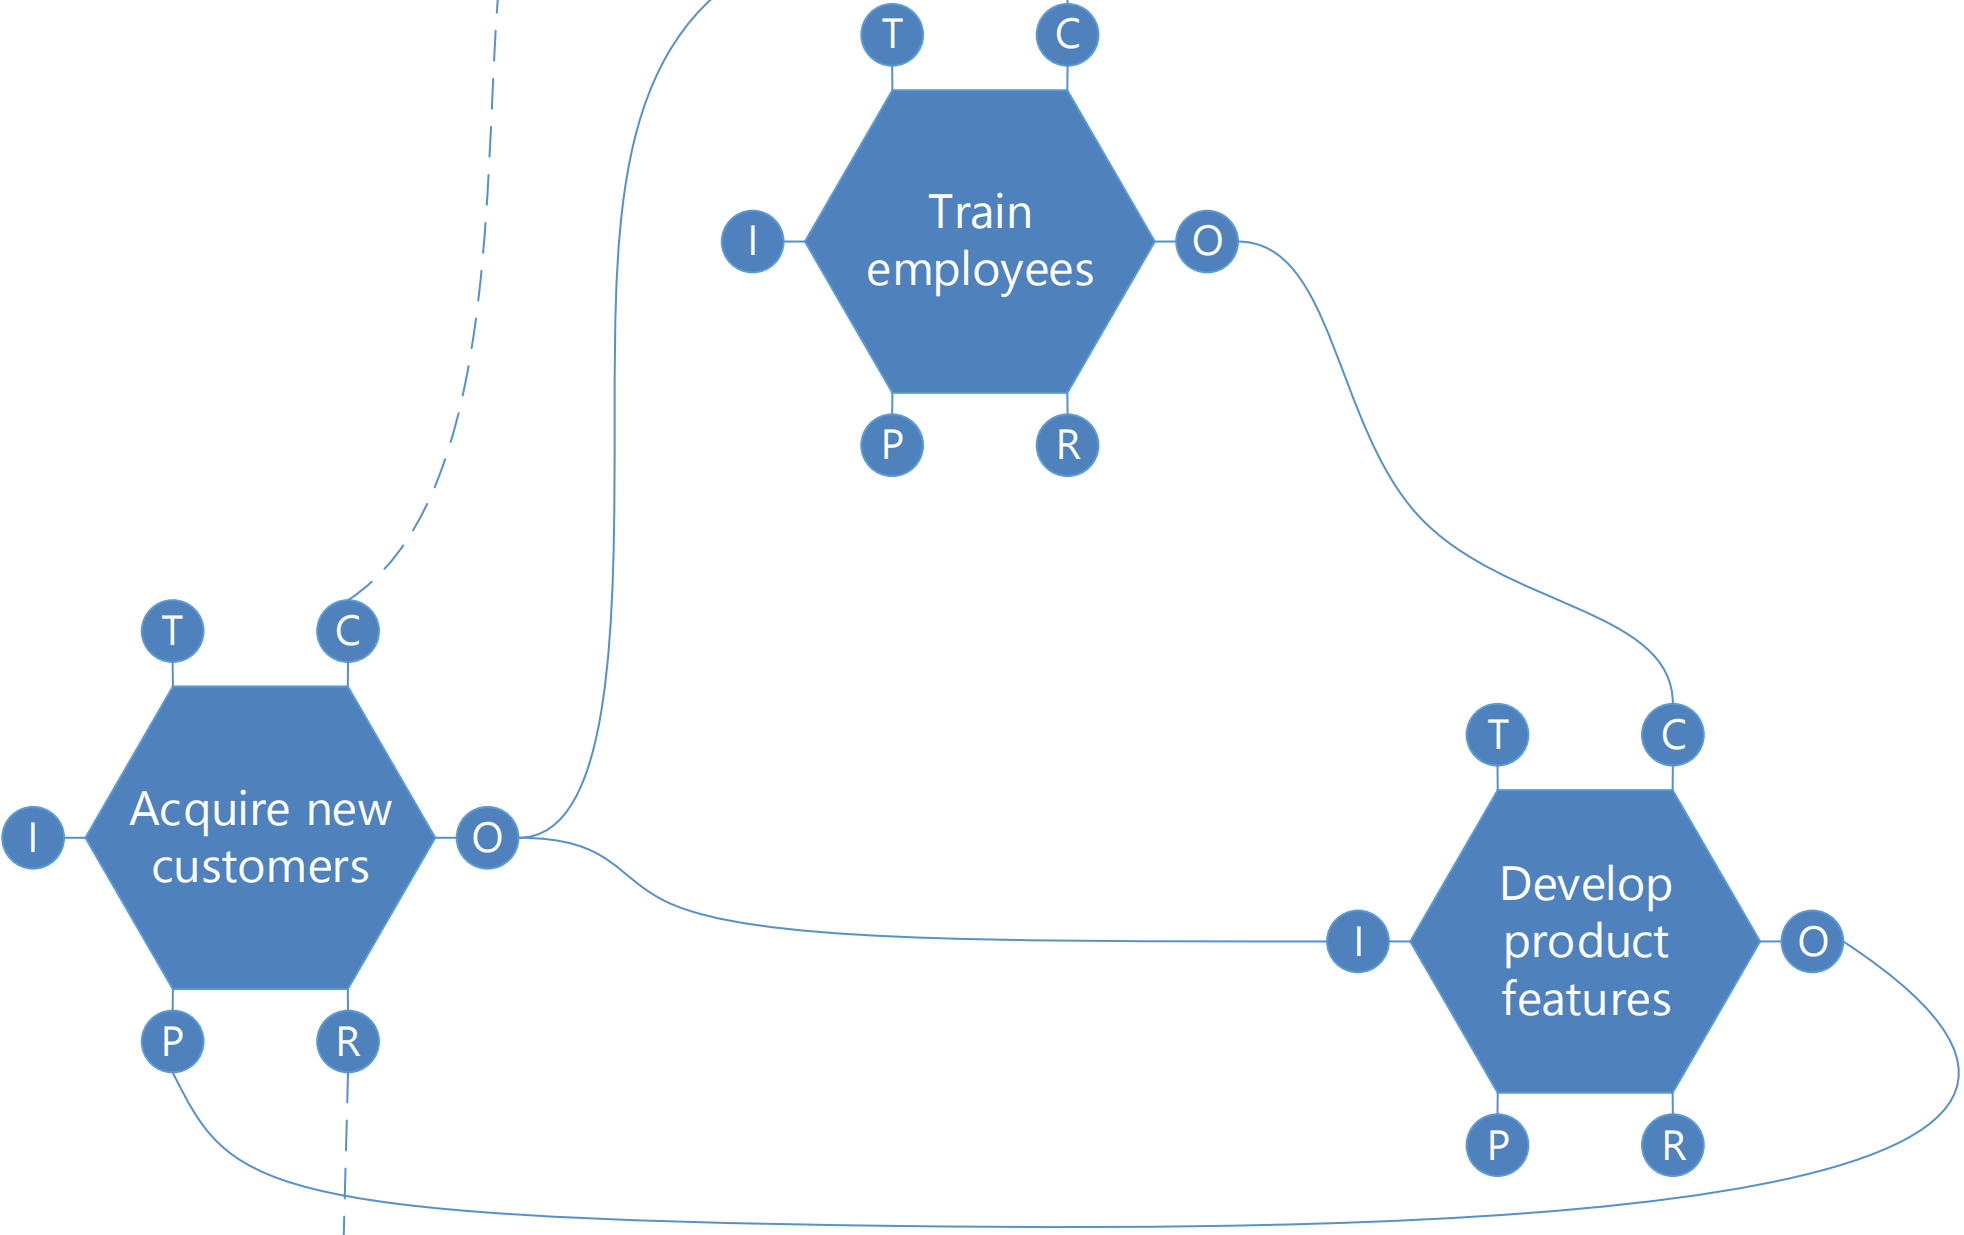 T
C
Train
employees
I
O
P
R
T
C
Acquire new
customers
I
O
P
R
T
C
Develop
product
features
I
O
P
R